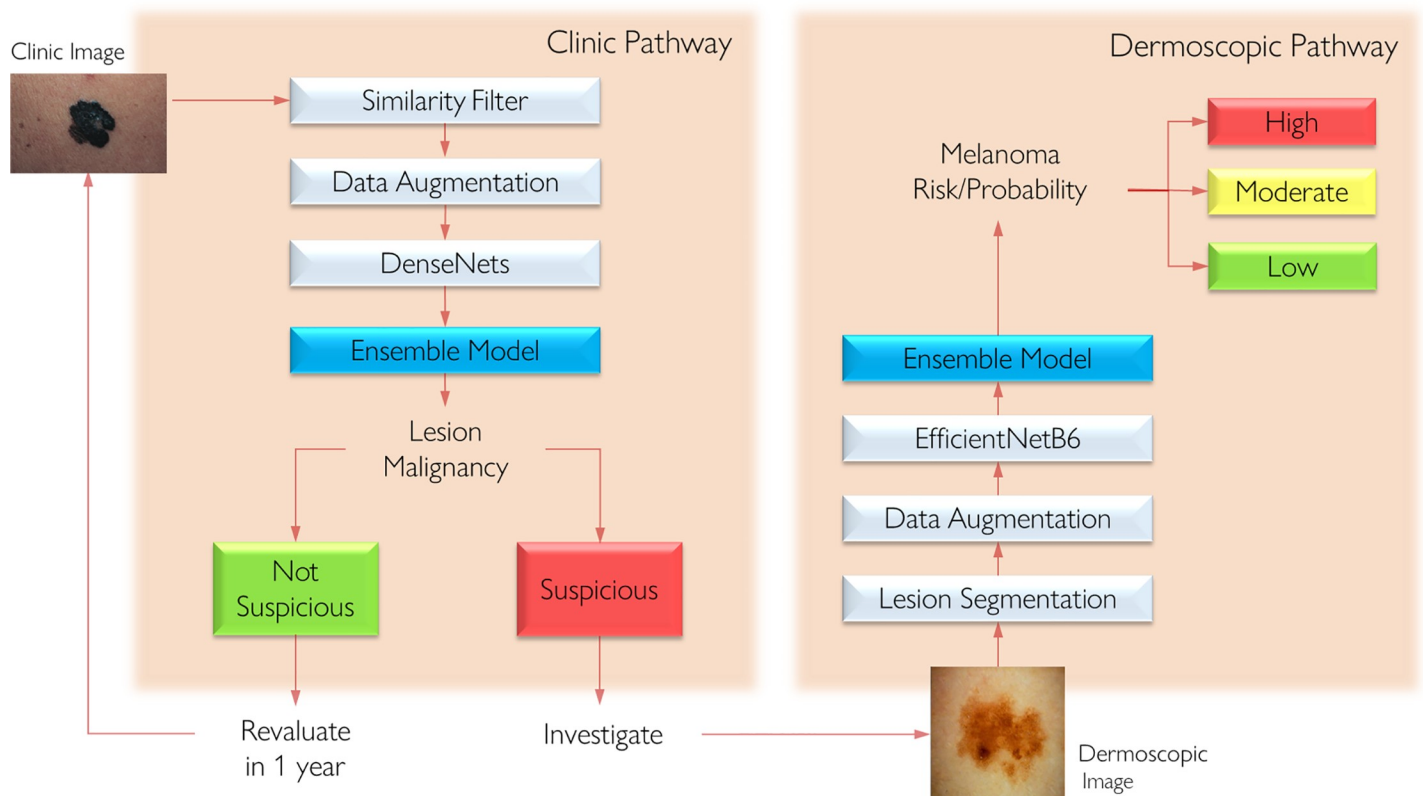 Clinic Image
Clinic Pathway
Similarity Filter
Data Augmentation
DenseNets
Ensemble Model
Lesion
Malignancy
Not
Suspicious
Suspicious
Revaluate
in 1 year
Investigate
Dermoscopic Pathway
High
Moderate
Low
Melanoma
Risk/Probability
Ensemble Model
EfficientNetB6
Data Augmentation
Lesion Segmentation
Dermoscopic
Image